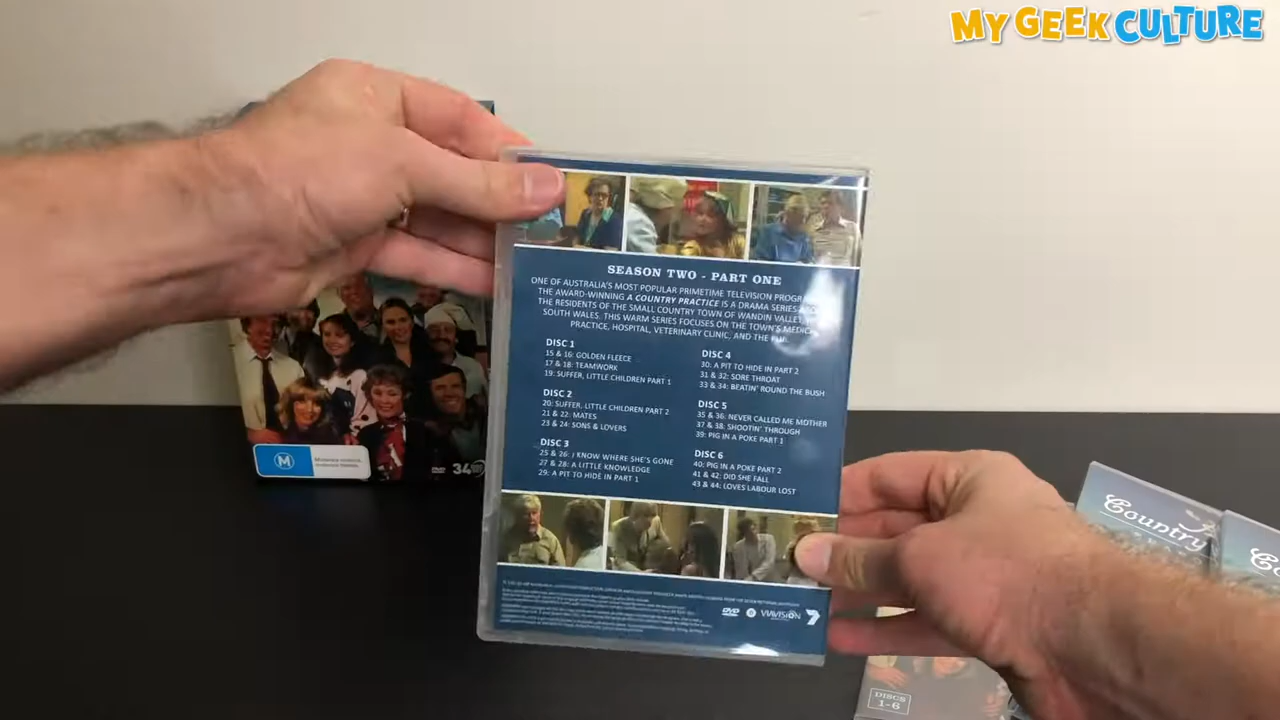 MY GEEK CULTURE
SEASON TWO - PART ONE
ONE OF AUSTRALIA'S MOST POPULAR PRIMETIME TELEVISION
THE AWARD-WINNING A COUNTRY PRACTICE IS A DRAMA SERIES
THE RESIDENTS OF THE SMALL COUNTRY TOWN OF WANDIN VALLEY,
SOUTH WALES. THIS WARM SERIES FOCUSES ON THE TOWN'S
PRACTICE, HOSPITAL, VETERINARY CLINIC, AND THE
DISC 1
15 & 16: GOLDEN FLEECE
17 & 18: TEAMWORK
19: SUFFER, LITTLE CHILDREN PART 1
DISC 2
20: SUFFER, LITTLE CHILDREN PART 2
21 & 22: MATES
23 & 24: SONS & LOVERS
DISC 3
25 & 26: I KNOW WHERE SHE'S GONE
27 & 28: A LITTLE KNOWLEDGE
29: A PIT TO HIDE IN PART 1
DISC 4
30: A PIT TO HIDE IN PART 2
31 & 32: SORE THROAT
33 & 34: BEATIN' ROUND THE BUSH
DISC 5
35 & 36: NEVER CALLED ME MOTHER
37 & 38: SHOOTIN' THROUGH
39: PIG IN A POKE PART 1
DISC 6
40: PIG IN A POKE PART 2
41 & 42: DID SHE FALL
43 & 44: LOVES LABOUR LOST
DVD
VIAVISION
7
M
DVD
34
Country
DISCS
1-6